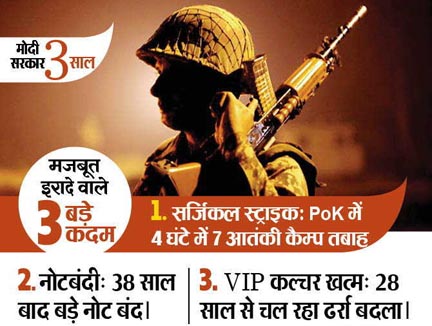 मोदी
सरकार 3 साल
मजबूत
इरादे वाले
3 बड़े
कदम
1. सर्जिकल स्ट्राइक: PoK में
4 घंटे में 7 आतंकी कैम्प तबाह
2. नोटबंदी: 38 साल
बाद बड़े नोट बंद।
3. VIP कल्चर खत्म: 28
साल से चल रहा ढर्रा बदला।